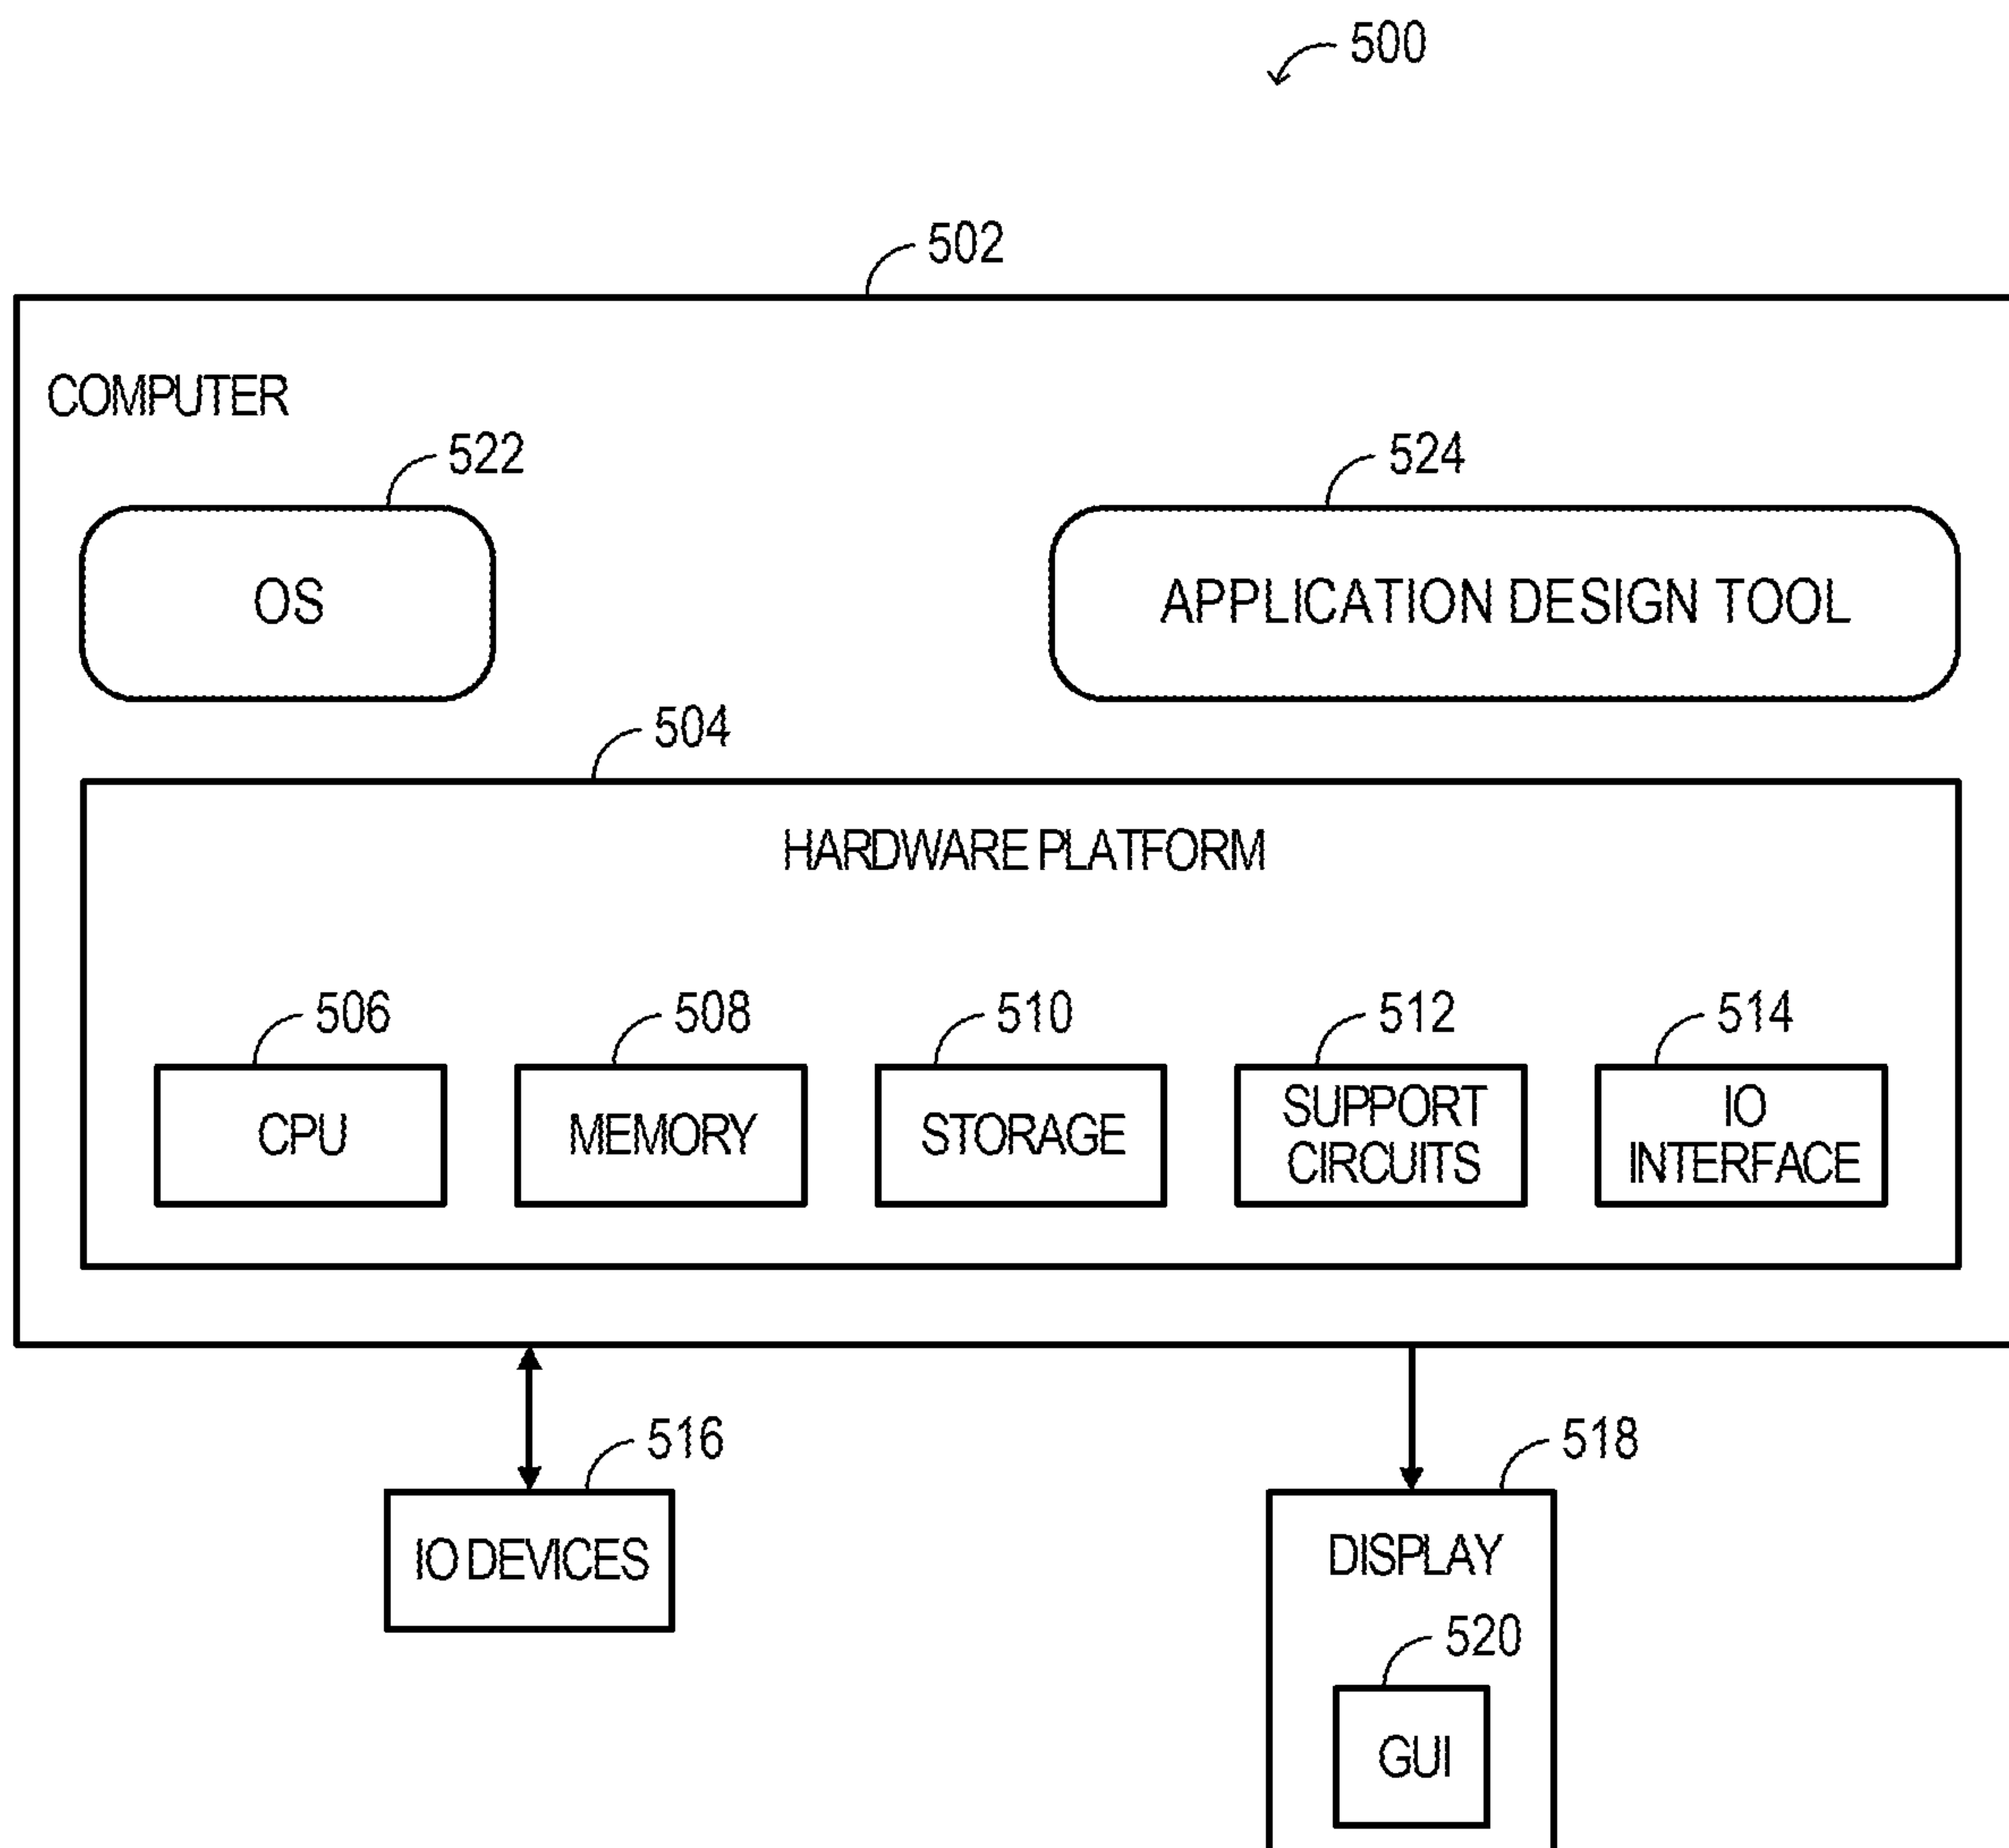 500
502
COMPUTER
522
524
OS
APPLICATION DESIGN TOOL
504
HARDWARE PLATFORM
506
508
510
512
514
CPU
MEMORY
STORAGE
SUPPORT
CIRCUITS
IO
INTERFACE
516
518
IO DEVICES
DISPLAY
520
GUI